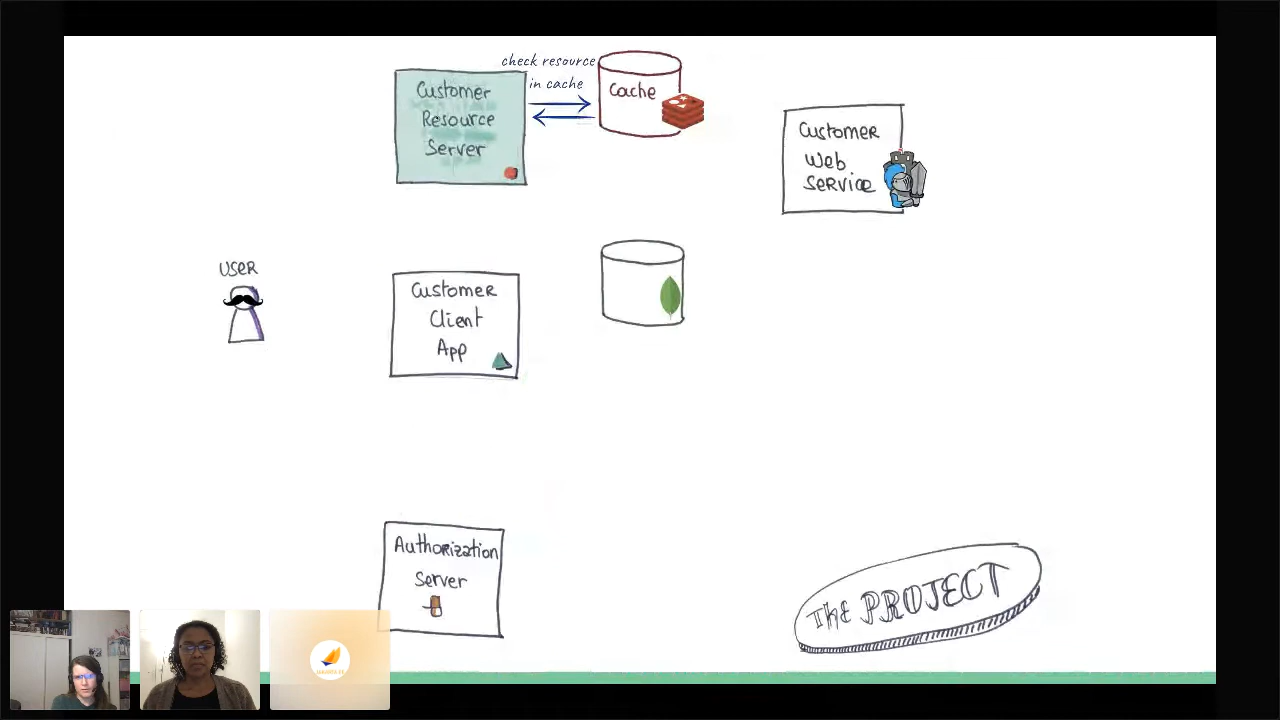 check resource
in cache
Customer
Resource
Server
Cache
Customer
Web
Service
USER
Customer
Client
App
Authorization
Server
The PROJECT